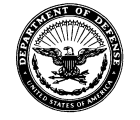 DEPARTMENT OF DEFENSE
UNITED STATES OF AMERICA